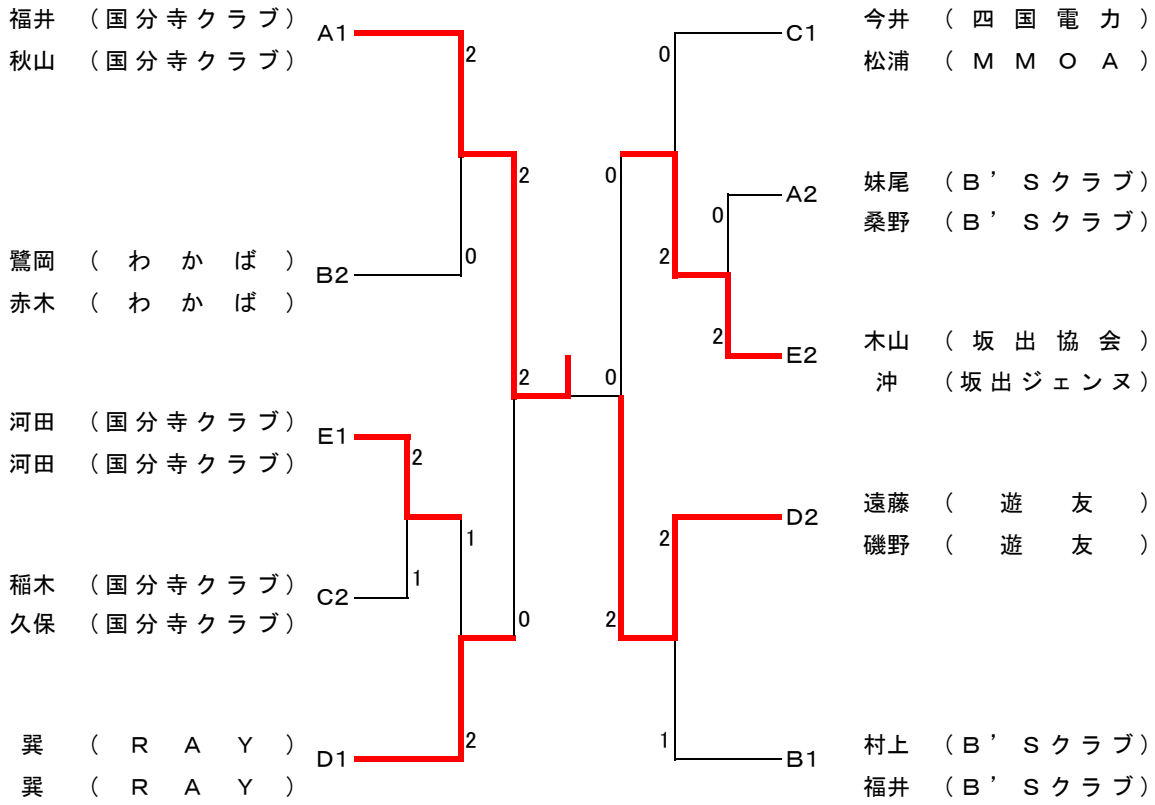 福井 (国分寺クラブ) A1
秋山 (国分寺クラブ)
2
2
鷺岡 (わかば) B2
赤木 (わかば)
0
2
河田 (国分寺クラブ) E1
河田 (国分寺クラブ)
2
1
稲木 (国分寺クラブ) C2
久保 (国分寺クラブ)
1
0
巽 (RAY) D1
巽 (RAY)
2
C1 今井 (四国電力)
松浦 (MMOA)
0
0
A2 妹尾 (B’Sクラブ)
桑野 (B’Sクラブ)
0
2
E2 木山 (坂出協会)
沖 (坂出ジェンヌ)
2
0
D2 遠藤 (遊友)
磯野 (遊友)
2
2
B1 村上 (B’Sクラブ)
福井 (B’Sクラブ)
1